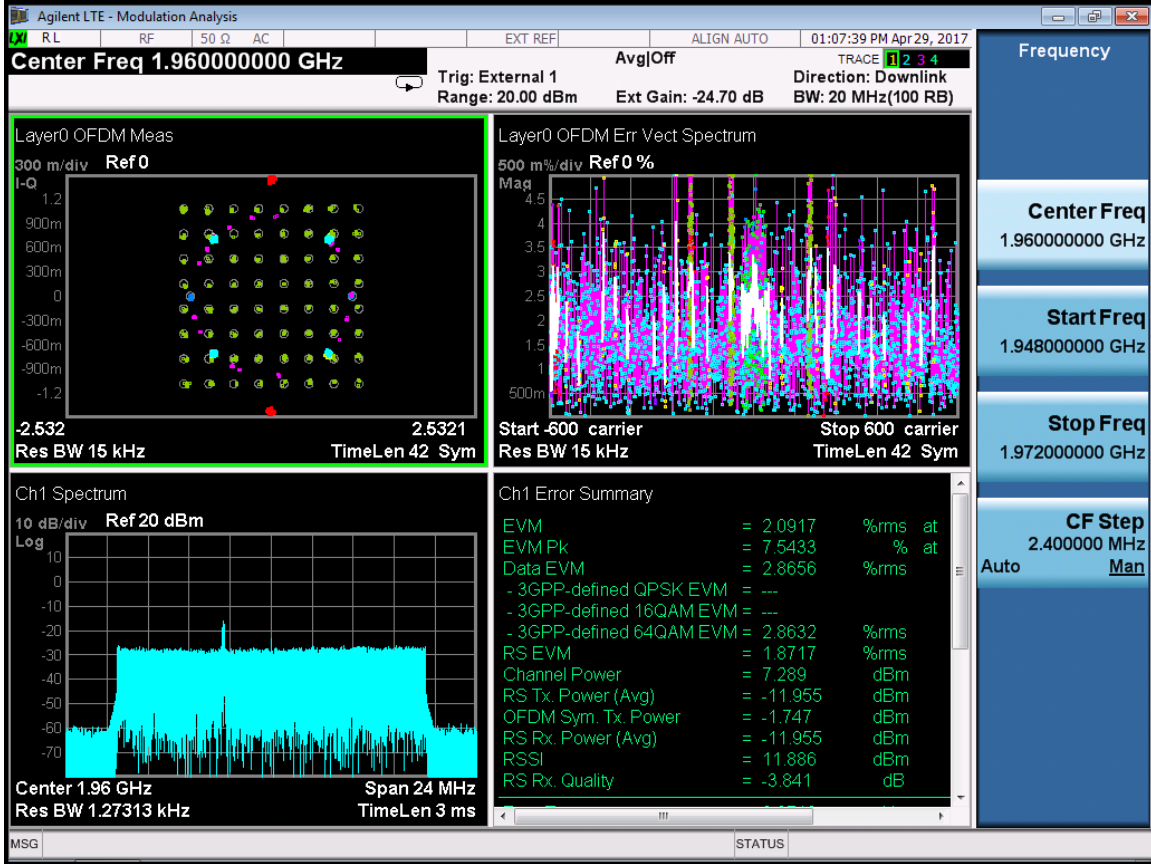 Agilent LTE - Modulation Analysis
LXI RL RF 50 Ω AC EXT REF ALIGN AUTO 01:07:39 PM Apr 29, 2017
Center Freq 1.960000000 GHz
Avg|Off
TRACE 1 2 3 4
Trig: External 1
Direction: Downlink
Range: 20.00 dBm Ext Gain: -24.70 dB BW: 20 MHz(100 RB)
Layer0 OFDM Meas
300 m/div Ref 0
I-Q
1.2
900m
600m
300m
0
-300m
-600m
-900m
-1.2
-2.532 2.5321
Res BW 15 kHz TimeLen 42 Sym
Layer0 OFDM Err Vect Spectrum
500 m%/div Ref 0 %
Mag
4.5
4
3.5
3
2.5
2
1.5
1
500m
Start -600 carrier Stop 600 carrier
Res BW 15 kHz TimeLen 42 Sym
Ch1 Spectrum
10 dB/div Ref 20 dBm
Log
10
0
-10
-20
-30
-40
-50
-60
-70
Center 1.96 GHz Span 24 MHz
Res BW 1.27313 kHz TimeLen 3 ms
Ch1 Error Summary
EVM = 2.0917 %rms at
EVM Pk = 7.5433 % at
Data EVM = 2.8656 %rms
- 3GPP-defined QPSK EVM = ---
- 3GPP-defined 16QAM EVM = ---
- 3GPP-defined 64QAM EVM = 2.8632 %rms
RS EVM = 1.8717 %rms
Channel Power = 7.289 dBm
RS Tx. Power (Avg) = -11.955 dBm
OFDM Sym. Tx. Power = -1.747 dBm
RS Rx. Power (Avg) = -11.955 dBm
RSSI = 11.886 dBm
RS Rx. Quality = -3.841 dB
Frequency
Center Freq
1.960000000 GHz
Start Freq
1.948000000 GHz
Stop Freq
1.972000000 GHz
CF Step
2.400000 MHz
Auto Man
MSG STATUS